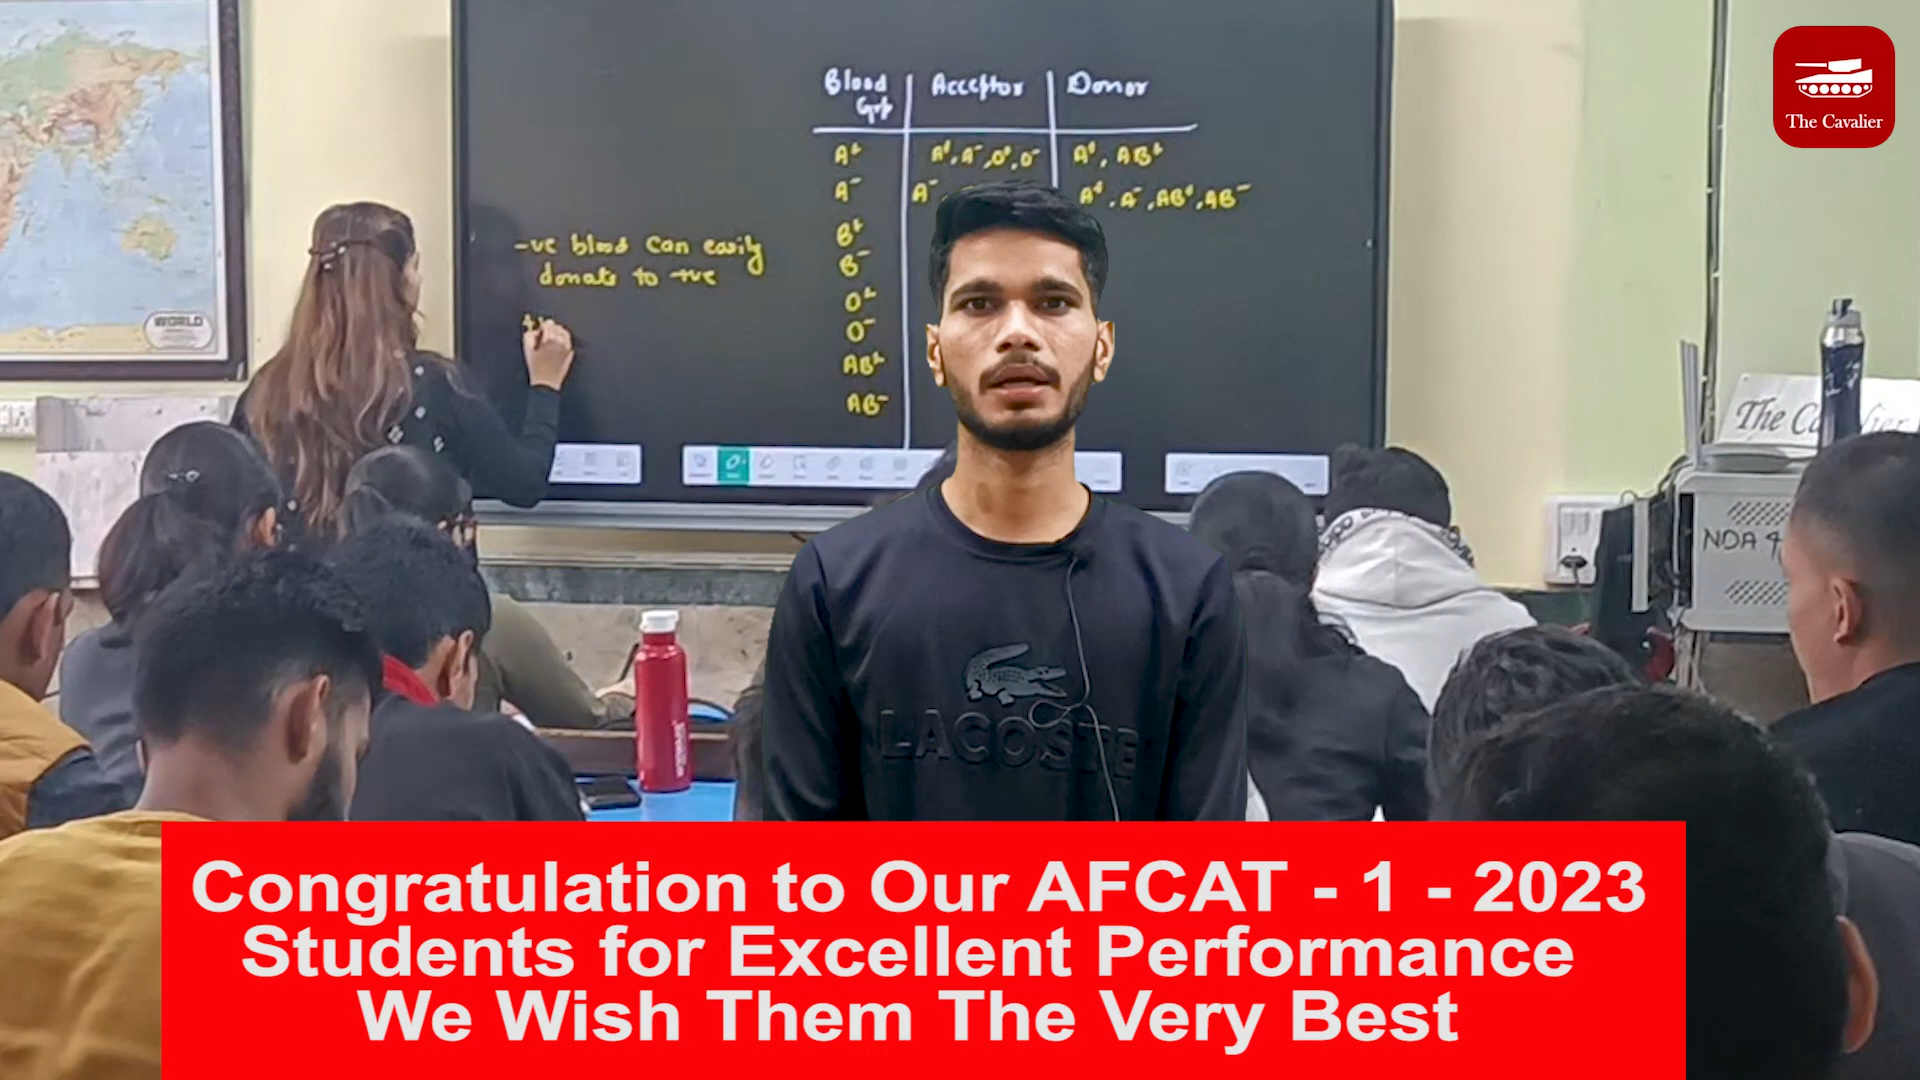 Blood Acceptor Donor
Grp
A+ A+, A-, O+, O- A+, AB+
A- A- A+, A-, AB+, AB-
B+
B-
O+
O-
AB+
AB-
-ve blood can easily
donate to +ve
WORLD
The Cavalier
The
NDA
LACOSTE
Congratulation to Our AFCAT - 1 - 2023
Students for Excellent Performance
We Wish Them The Very Best